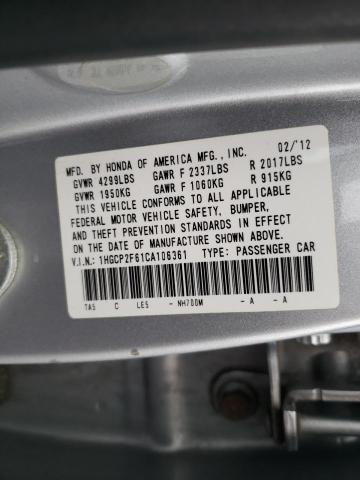 MFD. BY HONDA OF AMERICA MFG., INC. 02/'12
GVWR 4299LBS GAWR F 2337LBS R 2017LBS
GVWR 1950KG GAWR F 1060KG R 915KG
THIS VEHICLE CONFORMS TO ALL APPLICABLE
FEDERAL MOTOR VEHICLE SAFETY, BUMPER,
AND THEFT PREVENTION STANDARDS IN EFFECT
ON THE DATE OF MANUFACTURE SHOWN ABOVE.
V.I.N.: 1HGCP2F61CA106361 TYPE: PASSENGER CAR
TA5 C LE5 - NH700M - A - A